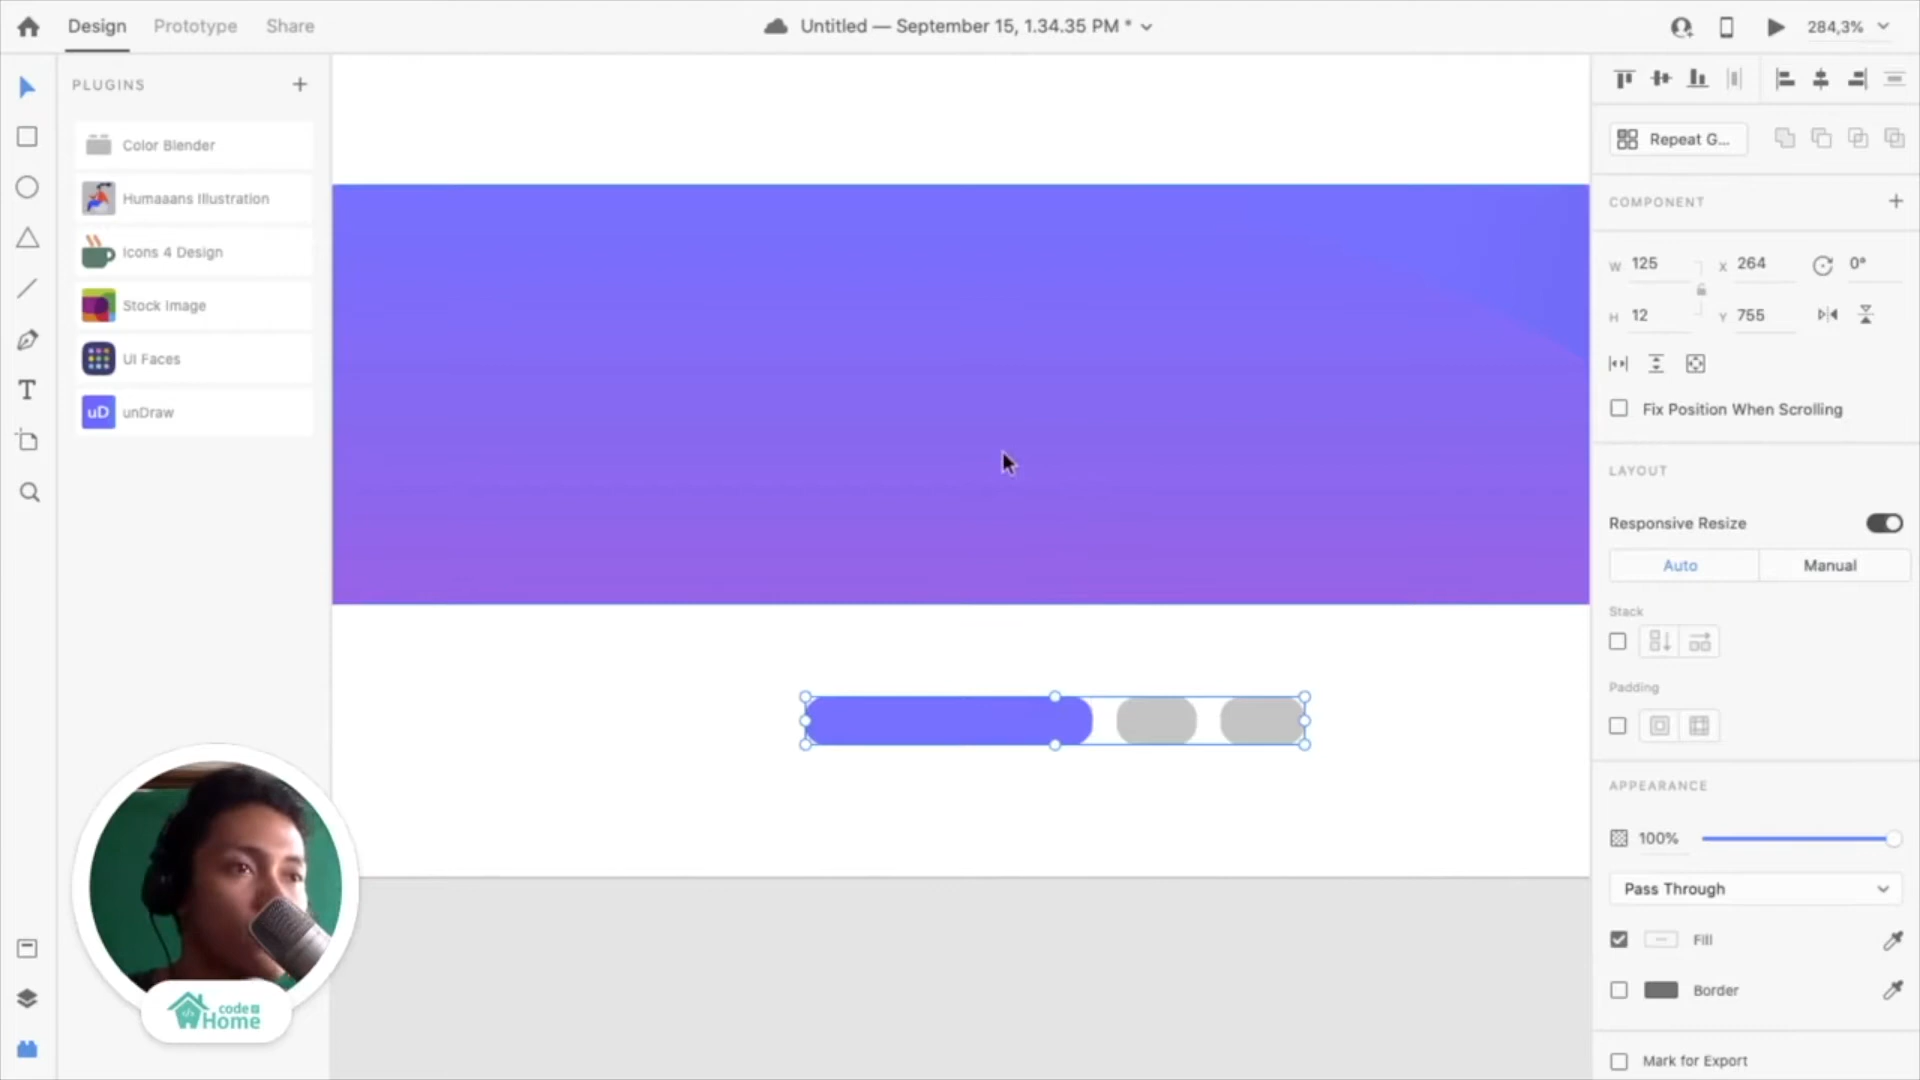 Design
Prototype
Share
Untitled — September 15, 1.34.35 PM *
284,3%
PLUGINS
Color Blender
Humaaans Illustration
Icons 4 Design
Stock Image
UI Faces
uD unDraw
Repeat G...
COMPONENT
W 125
X 264
0°
H 12
Y 755
Fix Position When Scrolling
LAYOUT
Responsive Resize
Auto
Manual
Stack
Padding
APPEARANCE
100%
Pass Through
Fill
Border
Mark for Export
code
Home